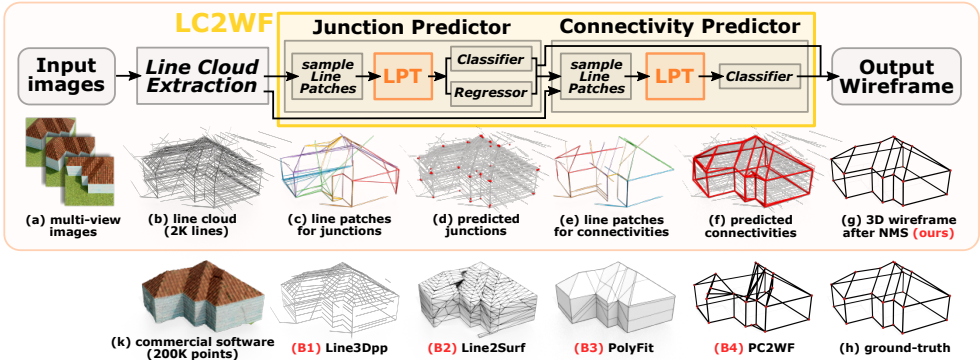 LC2WF
Junction Predictor
Connectivity Predictor
Input
images
Line Cloud
Extraction
sample
Line
Patches
LPT
Classifier
Regressor
sample
Line
Patches
LPT
Classifier
Output
Wireframe
(a) multi-view
images
(b) line cloud
(2K lines)
(c) line patches
for junctions
(d) predicted
junctions
(e) line patches
for connectivities
(f) predicted
connectivities
(g) 3D wireframe
after NMS (ours)
(k) commercial software
(200K points)
(B1) Line3Dpp
(B2) Line2Surf
(B3) PolyFit
(B4) PC2WF
(h) ground-truth